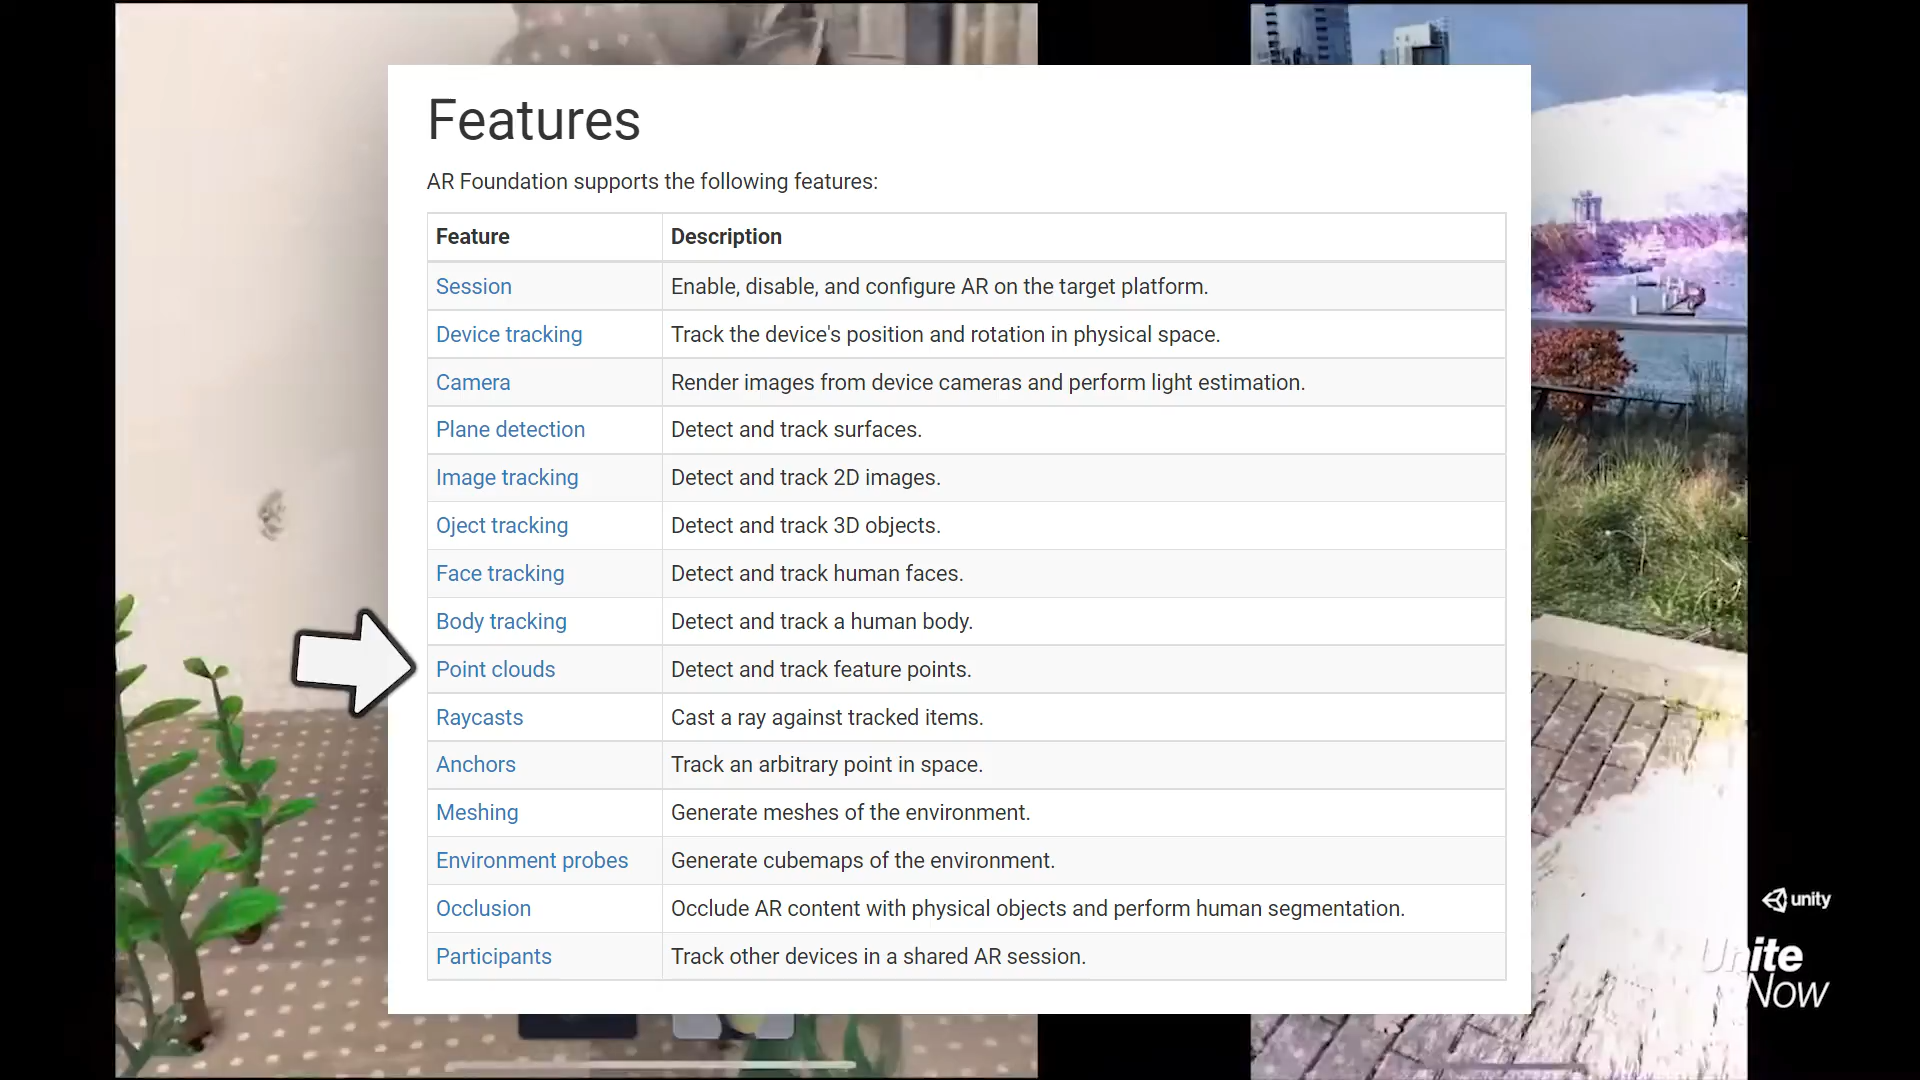 Features
AR Foundation supports the following features:
Feature Description
Session Enable, disable, and configure AR on the target platform.
Device tracking Track the device's position and rotation in physical space.
Camera Render images from device cameras and perform light estimation.
Plane detection Detect and track surfaces.
Image tracking Detect and track 2D images.
Oject tracking Detect and track 3D objects.
Face tracking Detect and track human faces.
Body tracking Detect and track a human body.
Point clouds Detect and track feature points.
Raycasts Cast a ray against tracked items.
Anchors Track an arbitrary point in space.
Meshing Generate meshes of the environment.
Environment probes Generate cubemaps of the environment.
Occlusion Occlude AR content with physical objects and perform human segmentation.
Participants Track other devices in a shared AR session.
unity
Unite
Now